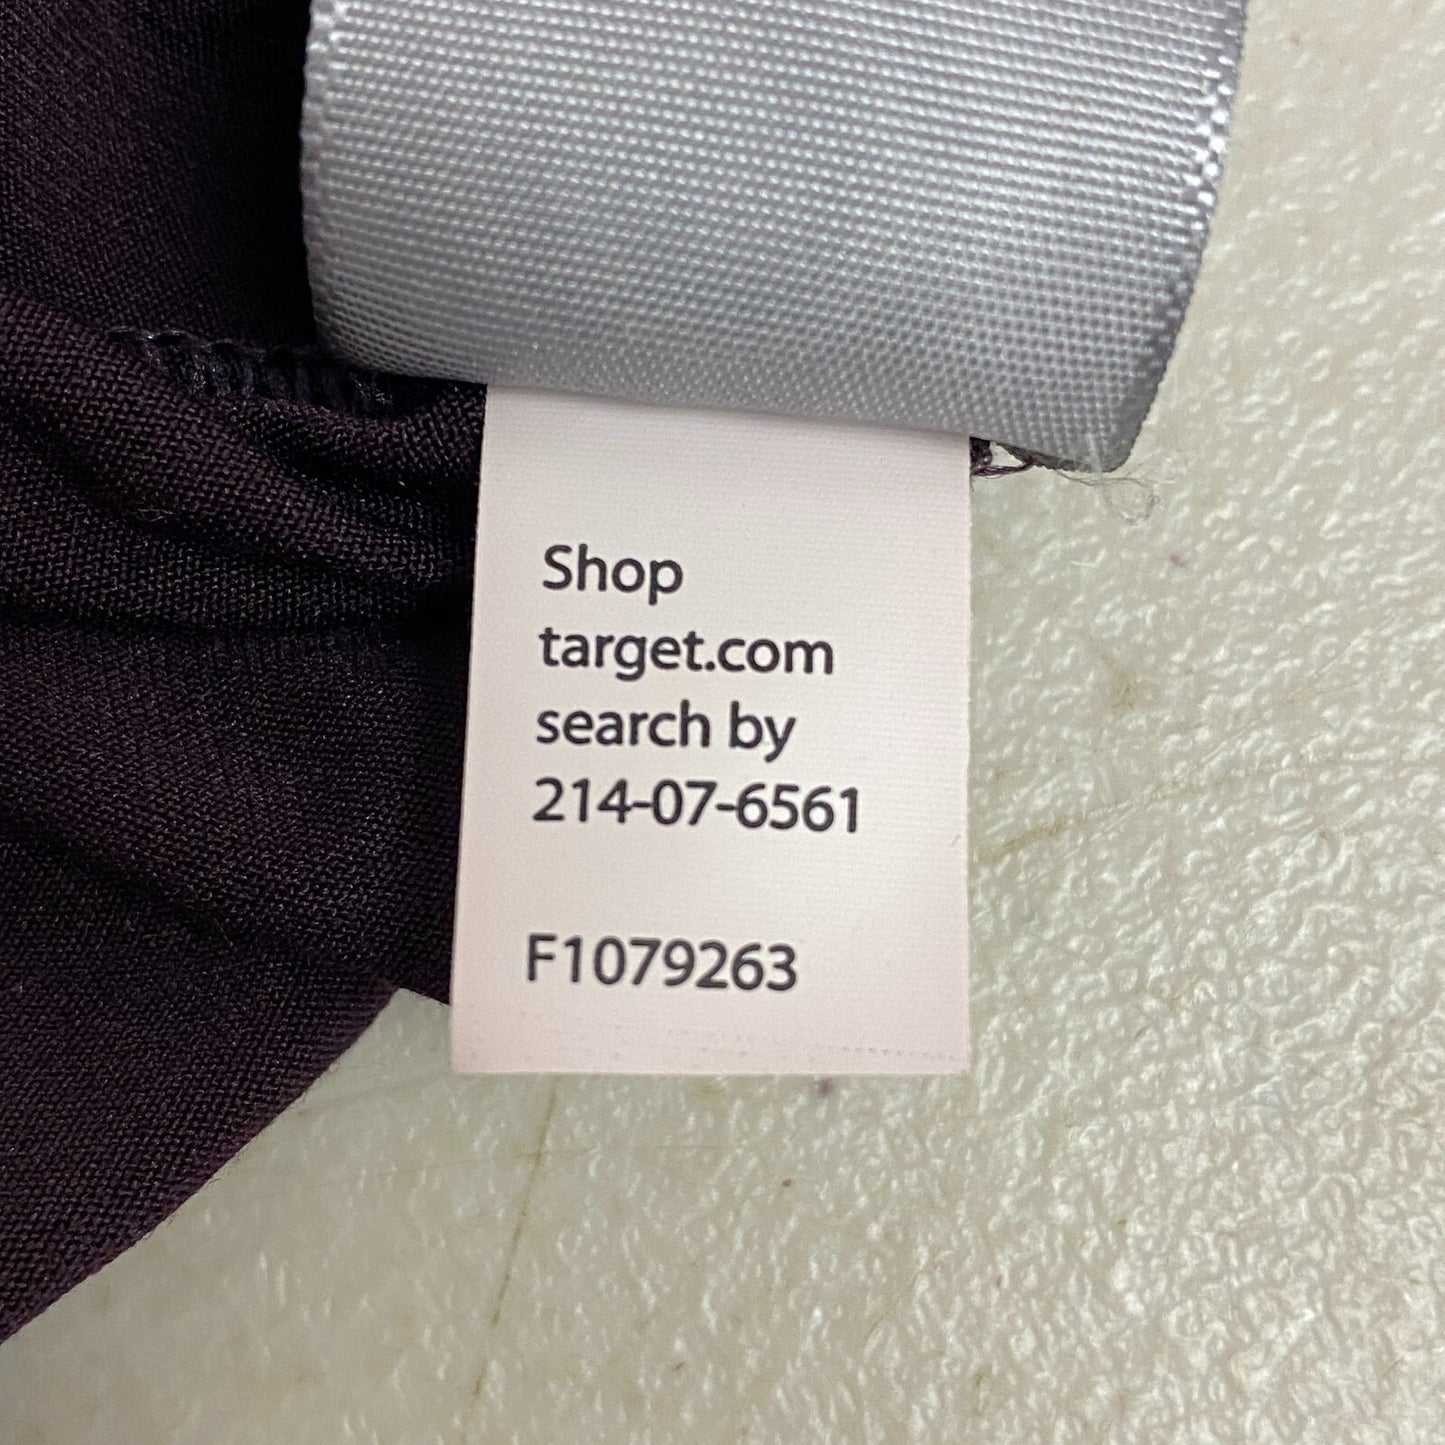 Shop
target.com
search by
214-07-6561
F1079263